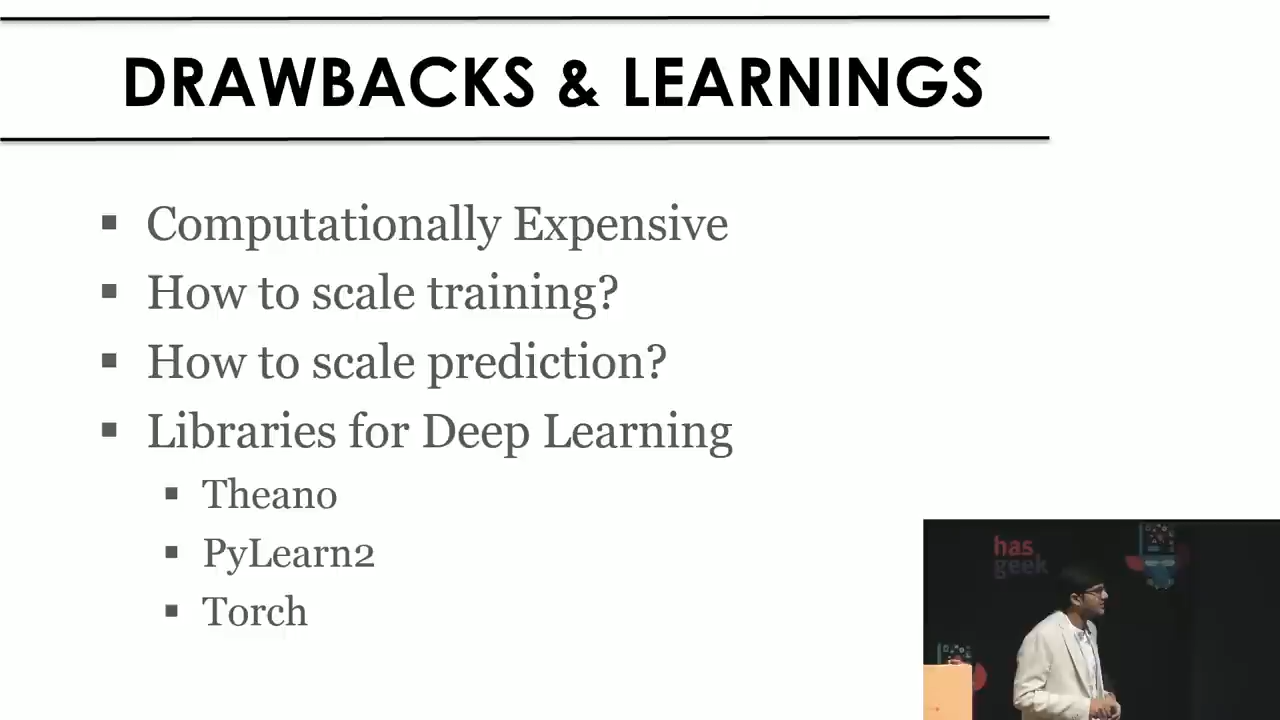 DRAWBACKS & LEARNINGS
▪ Computationally Expensive
▪ How to scale training?
▪ How to scale prediction?
▪ Libraries for Deep Learning
▪ Theano
▪ PyLearn2
▪ Torch
has
geek